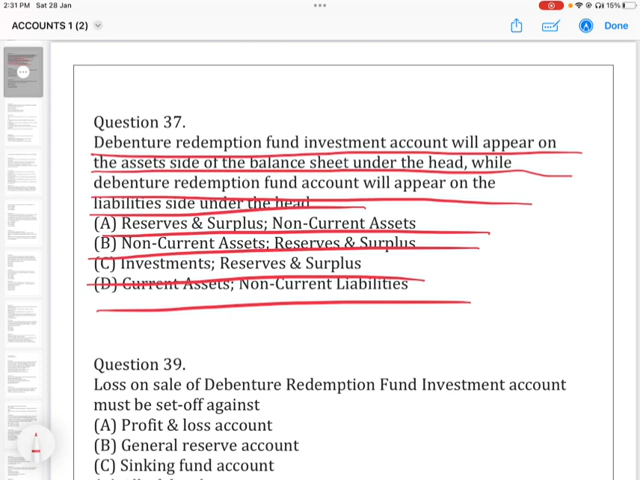 2:31 PM Sat 28 Jan
15%
ACCOUNTS 1 (2)
Done
Question 37.
Debenture redemption fund investment account will appear on
the assets side of the balance sheet under the head, while
debenture redemption fund account will appear on the
liabilities side under the head
(A) Reserves & Surplus; Non-Current Assets
(B) Non-Current Assets; Reserves & Surplus
(C) Investments; Reserves & Surplus
(D) Current Assets; Non-Current Liabilities
Question 39.
Loss on sale of Debenture Redemption Fund Investment account
must be set-off against
(A) Profit & loss account
(B) General reserve account
(C) Sinking fund account